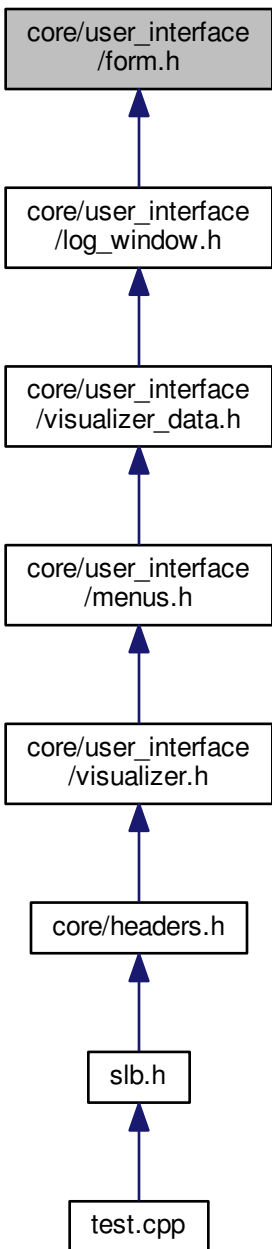 core/user_interface
/form.h
core/user_interface
/log_window.h
core/user_interface
/visualizer_data.h
core/user_interface
/menus.h
core/user_interface
/visualizer.h
core/headers.h
slb.h
test.cpp